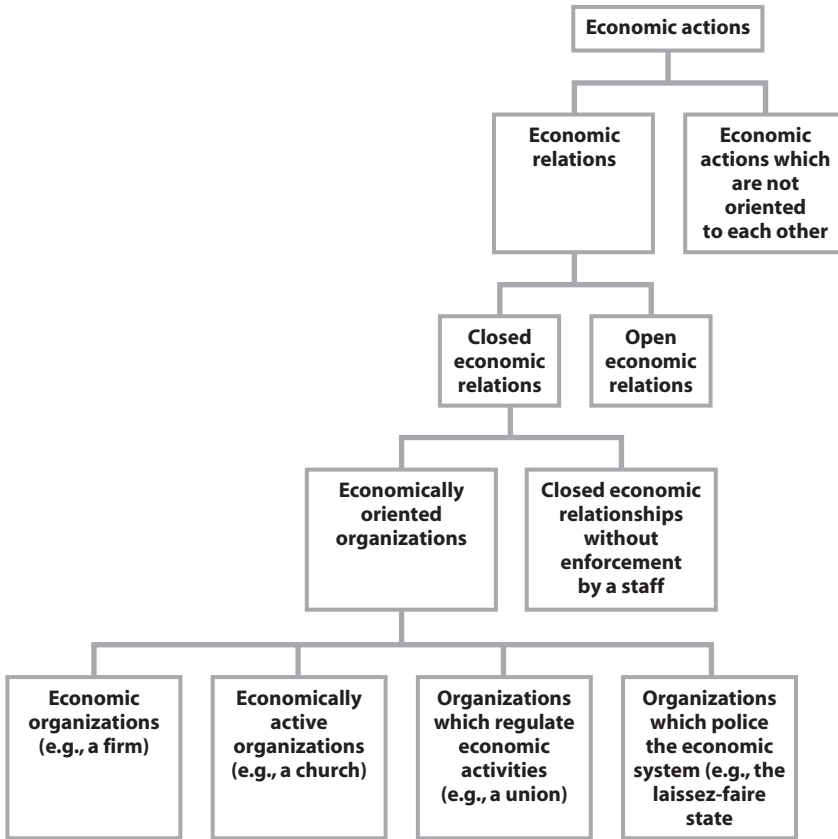 Economic actions
Economic
relations
Economic
actions which
are not
oriented
to each other
Closed
economic
relations
Open
economic
relations
Economically
oriented
organizations
Closed economic
relationships
without
enforcement
by a staff
Economic
organizations
(e.g., a firm)
Economically
active
organizations
(e.g., a church)
Organizations
which regulate
economic
activities
(e.g., a union)
Organizations
which police
the economic
system (e.g., the
laissez-faire
state